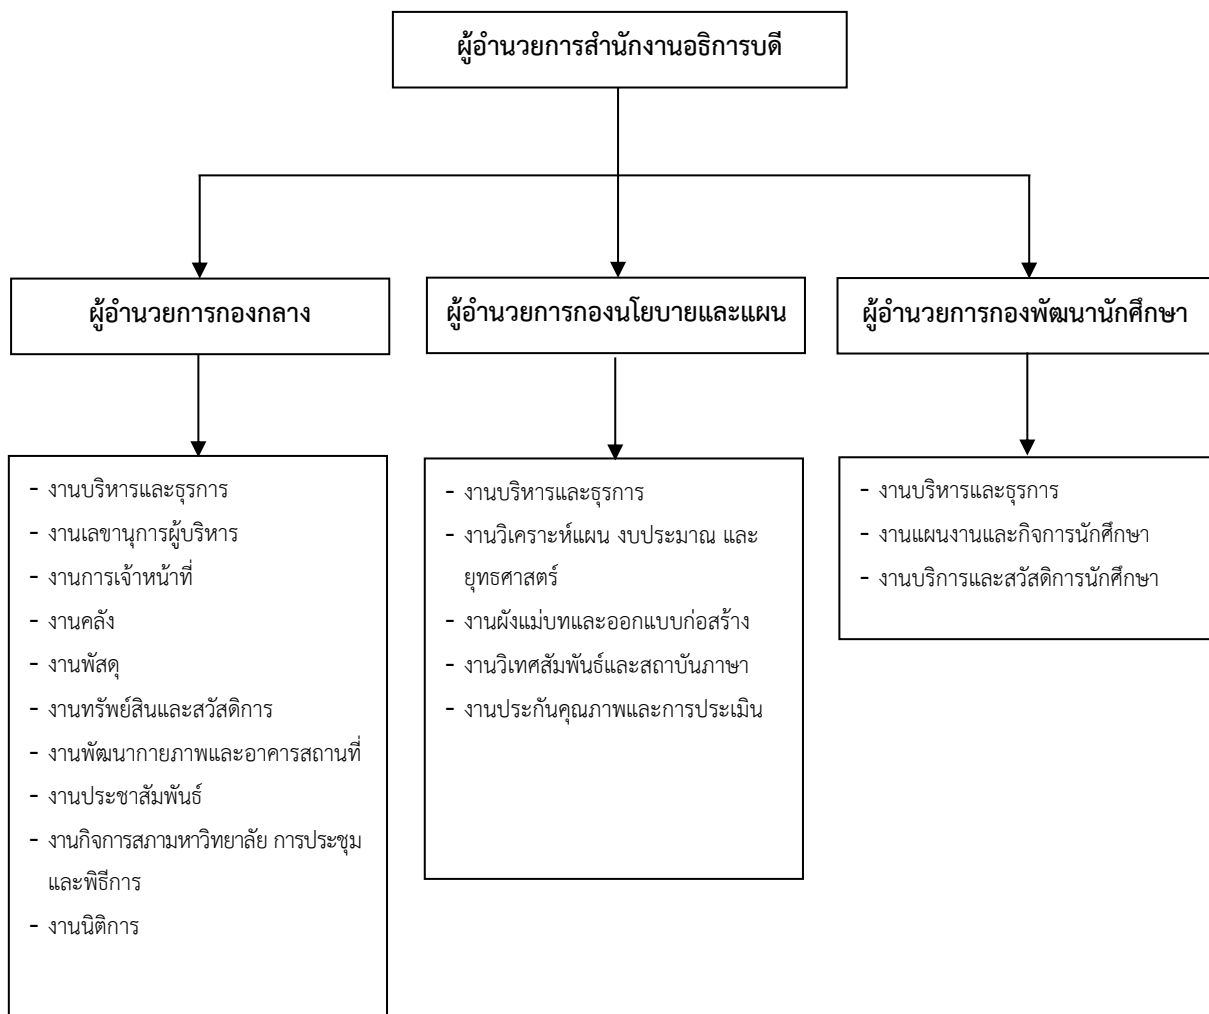 ผู้อำนวยการสำนักงานอธิการบดี
ผู้อำนวยการกองกลาง
ผู้อำนวยการกองนโยบายและแผน
ผู้อำนวยการกองพัฒนานักศึกษา
- งานบริหารและธุรการ
- งานเลขานุการผู้บริหาร
- งานการเจ้าหน้าที่
- งานคลัง
- งานพัสดุ
- งานทรัพย์สินและสวัสดิการ
- งานพัฒนากายภาพและอาคารสถานที่
- งานประชาสัมพันธ์
- งานกิจการสภามหาวิทยาลัย การประชุม
และพิธีการ
- งานนิติการ
- งานบริหารและธุรการ
- งานวิเคราะห์แผน งบประมาณ และ
ยุทธศาสตร์
- งานผังแม่บทและออกแบบก่อสร้าง
- งานวิเทศสัมพันธ์และสถาบันภาษา
- งานประกันคุณภาพและการประเมิน
- งานบริหารและธุรการ
- งานแผนงานและกิจการนักศึกษา
- งานบริการและสวัสดิการนักศึกษา